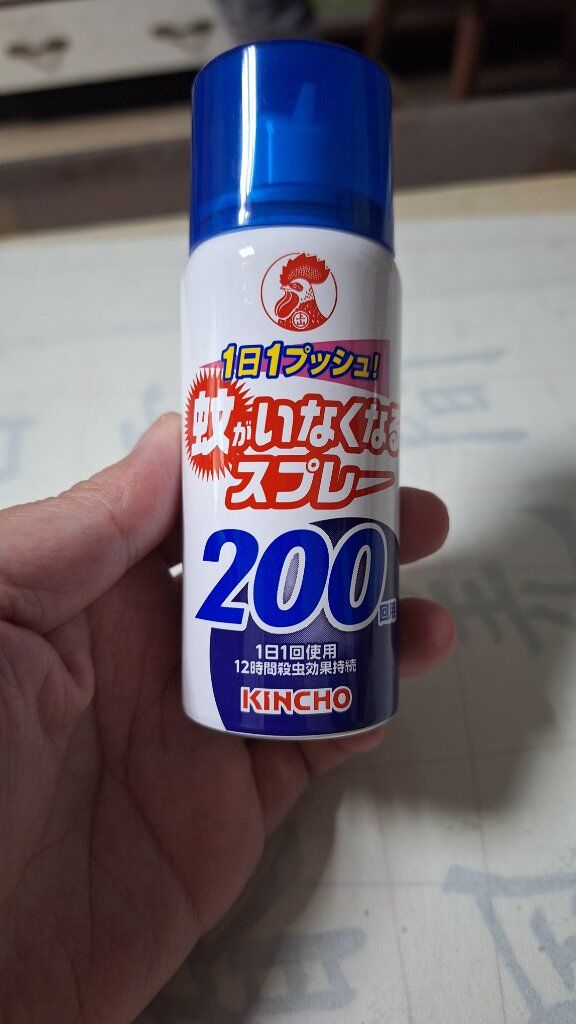 1日1プッシュ!
蚊がいなくなる
スプレー
200回用
1日1回使用
12時間殺虫効果持続
KINCHO